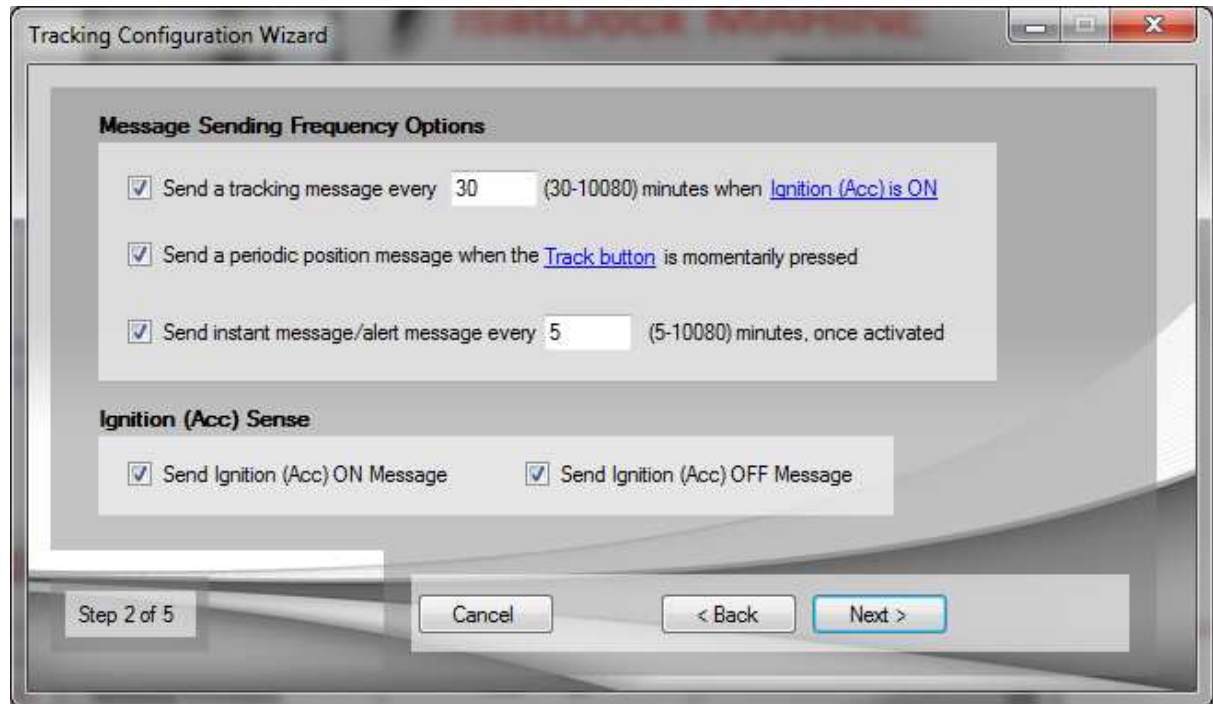 Tracking Configuration Wizard
Message Sending Frequency Options
Send a tracking message every 30 (30-10080) minutes when Ignition (Acc) is ON
Send a periodic position message when the Track button is momentarily pressed
Send instant message/alert message every 5 (5-10080) minutes, once activated
Ignition (Acc) Sense
Send Ignition (Acc) ON Message Send Ignition (Acc) OFF Message
Step 2 of 5 Cancel < Back Next >